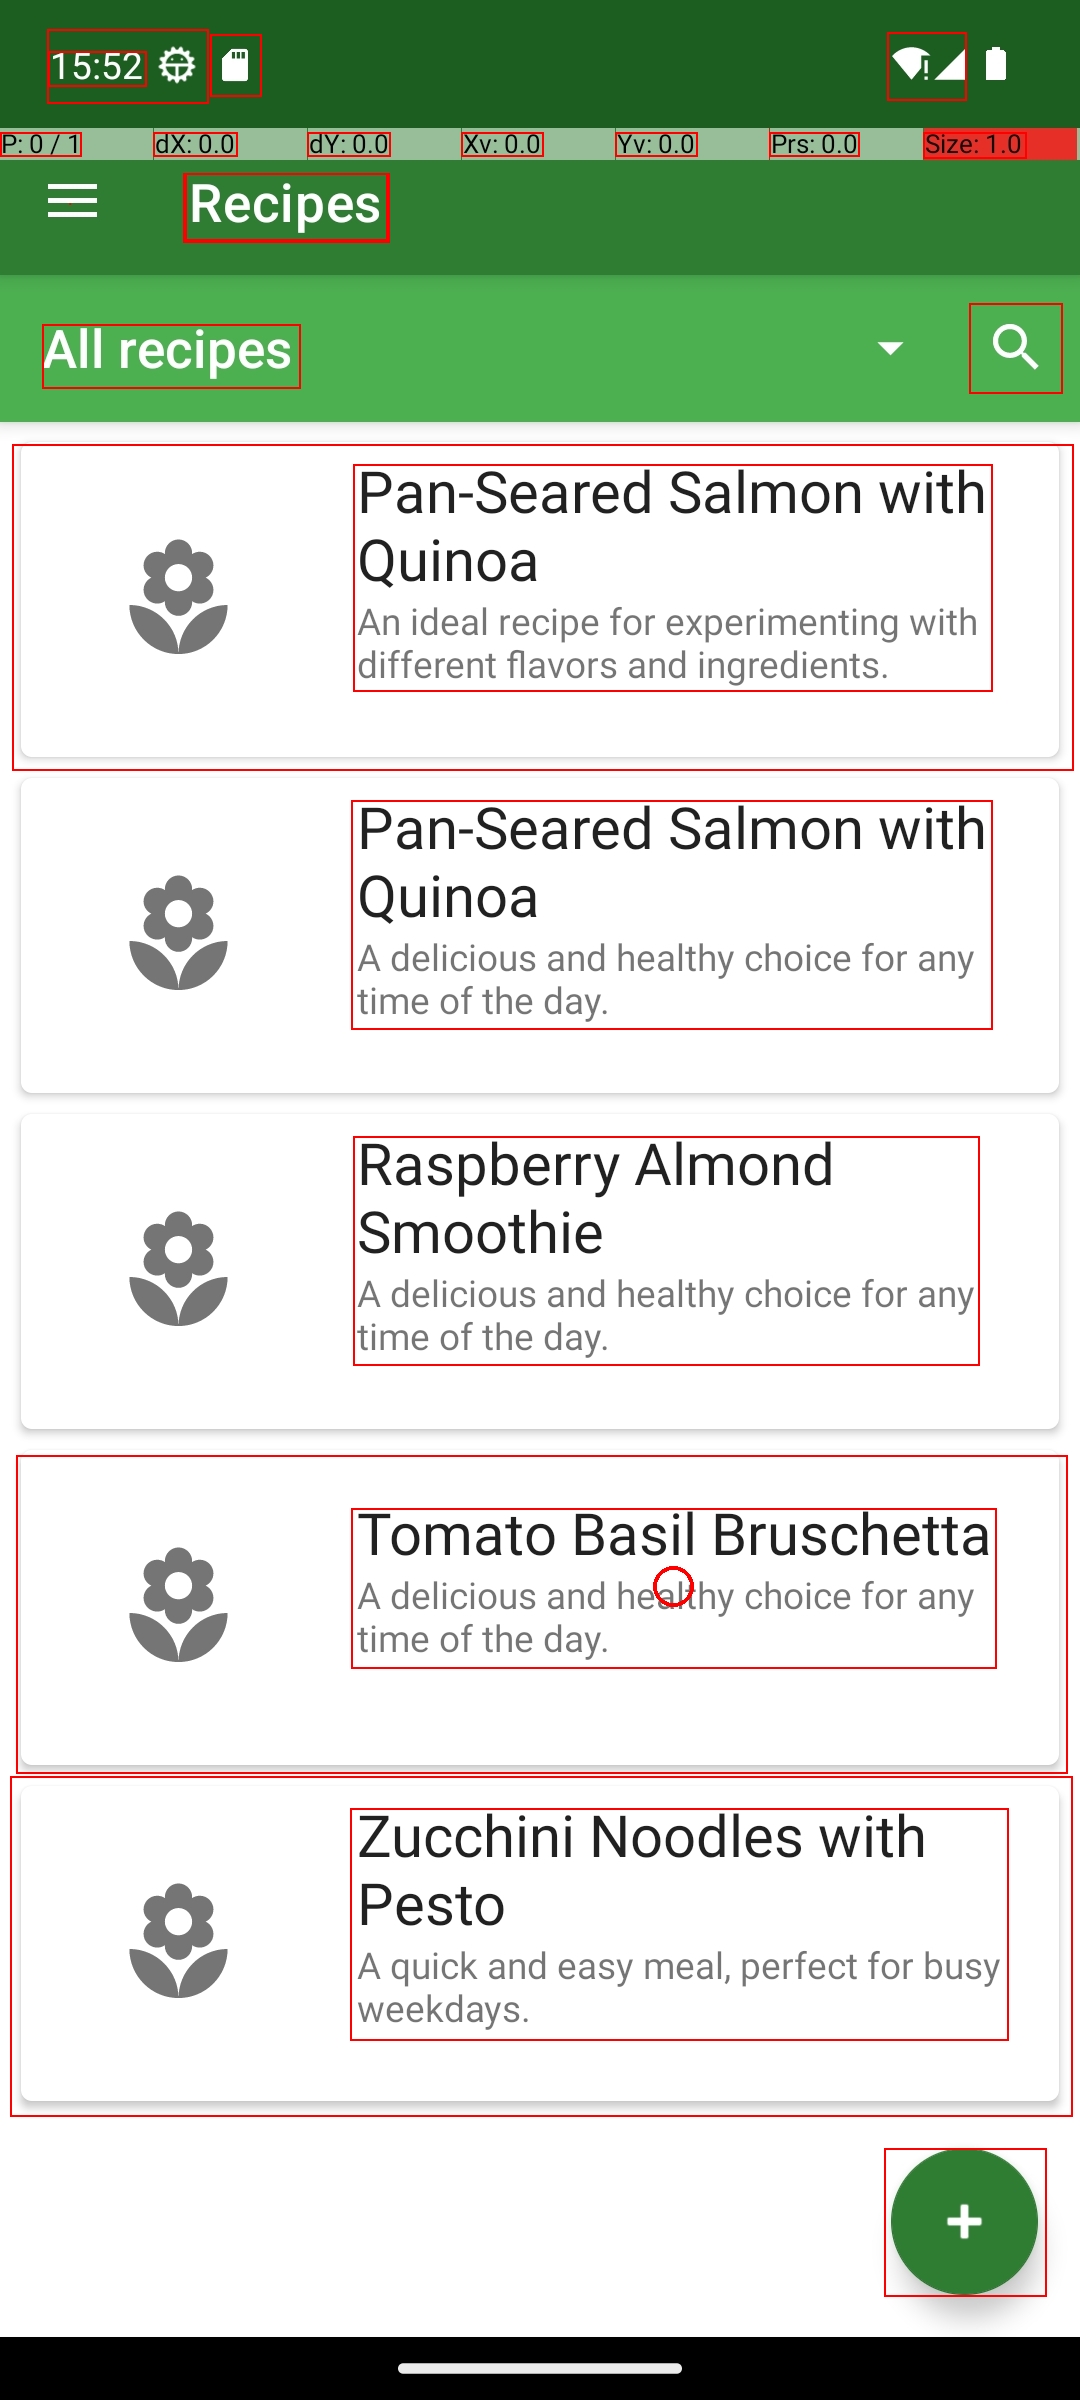 15:52
P: 0 / 1 dX: 0.0 dY: 0.0 Xv: 0.0 Yv: 0.0 Prs: 0.0 Size: 1.0
Recipes
All recipes
Pan-Seared Salmon with
Quinoa
An ideal recipe for experimenting with
different flavors and ingredients.
Pan-Seared Salmon with
Quinoa
A delicious and healthy choice for any
time of the day.
Raspberry Almond
Smoothie
A delicious and healthy choice for any
time of the day.
Tomato Basil Bruschetta
A delicious and healthy choice for any
time of the day.
Zucchini Noodles with
Pesto
A quick and easy meal, perfect for busy
weekdays.